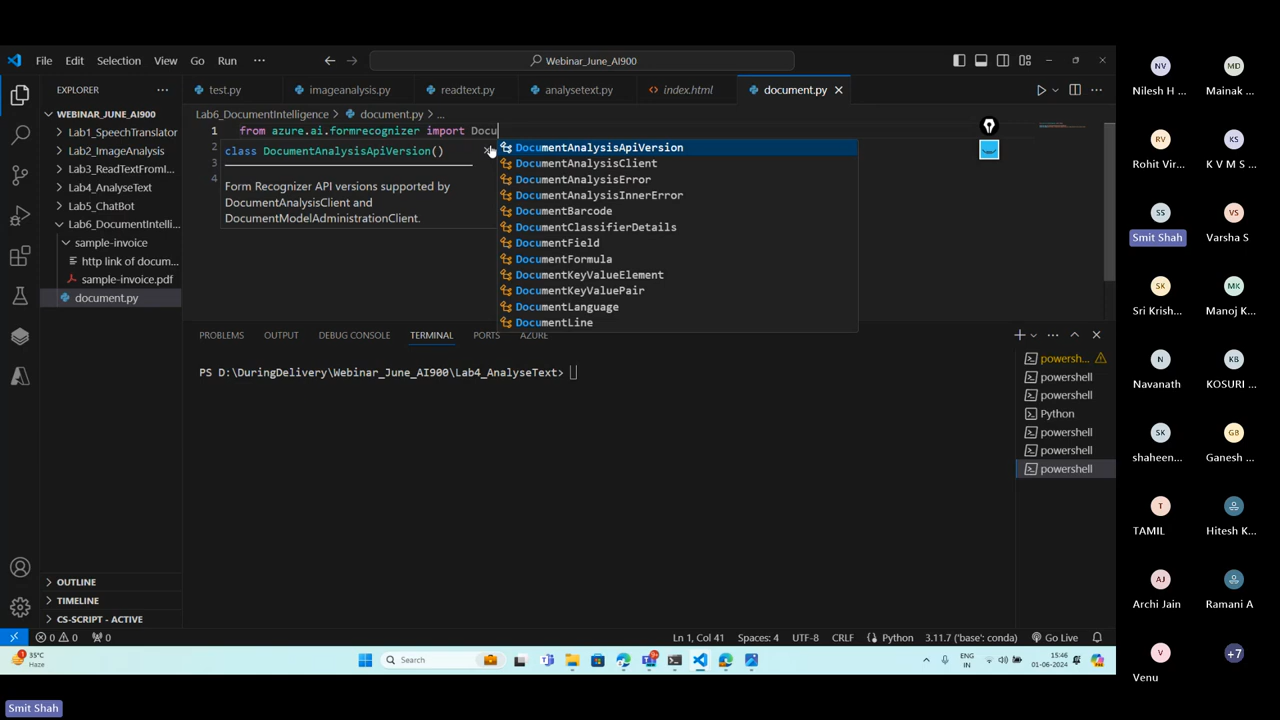 File Edit Selection View Go Run ··· Webinar_June_AI900
EXPLORER ···
test.py imageanalysis.py readtext.py analysetext.py index.html document.py
WEBINAR_JUNE_AI900
Lab1_SpeechTranslator
Lab2_ImageAnalysis
Lab3_ReadTextFromI...
Lab4_AnalyseText
Lab5_ChatBot
Lab6_DocumentIntelli...
sample-invoice
http link of docum...
sample-invoice.pdf
document.py
OUTLINE
TIMELINE
CS-SCRIPT - ACTIVE
Lab6_DocumentIntelligence > document.py > ...
1 from azure.ai.formrecognizer import Docu
2
3
4
class DocumentAnalysisApiVersion()
Form Recognizer API versions supported by
DocumentAnalysisClient and
DocumentModelAdministrationClient.
DocumentAnalysisApiVersion
DocumentAnalysisClient
DocumentAnalysisError
DocumentAnalysisInnerError
DocumentBarcode
DocumentClassifierDetails
DocumentField
DocumentFormula
DocumentKeyValueElement
DocumentKeyValuePair
DocumentLanguage
DocumentLine
PROBLEMS OUTPUT DEBUG CONSOLE TERMINAL PORTS AZURE
PS D:\DuringDelivery\Webinar_June_AI900\Lab4_AnalyseText>
powersh...
powershell
powershell
Python
powershell
powershell
powershell
0 0 0 Ln 1, Col 41 Spaces: 4 UTF-8 CRLF Python 3.11.7 ('base': conda) Go Live
35°C
Haze
Search
ENG
IN
15:46
01-06-2024
NV MD
Nilesh H ... Mainak ...
RV KS
Rohit Vir... K V M S ...
SS VS
Smit Shah Varsha S
SK MK
Sri Krish... Manoj K...
N KB
Navanath KOSURI ...
SK GB
shaheen... Ganesh ...
T
TAMIL Hitesh K...
AJ
Archi Jain Ramani A
V +7
Venu
Smit Shah